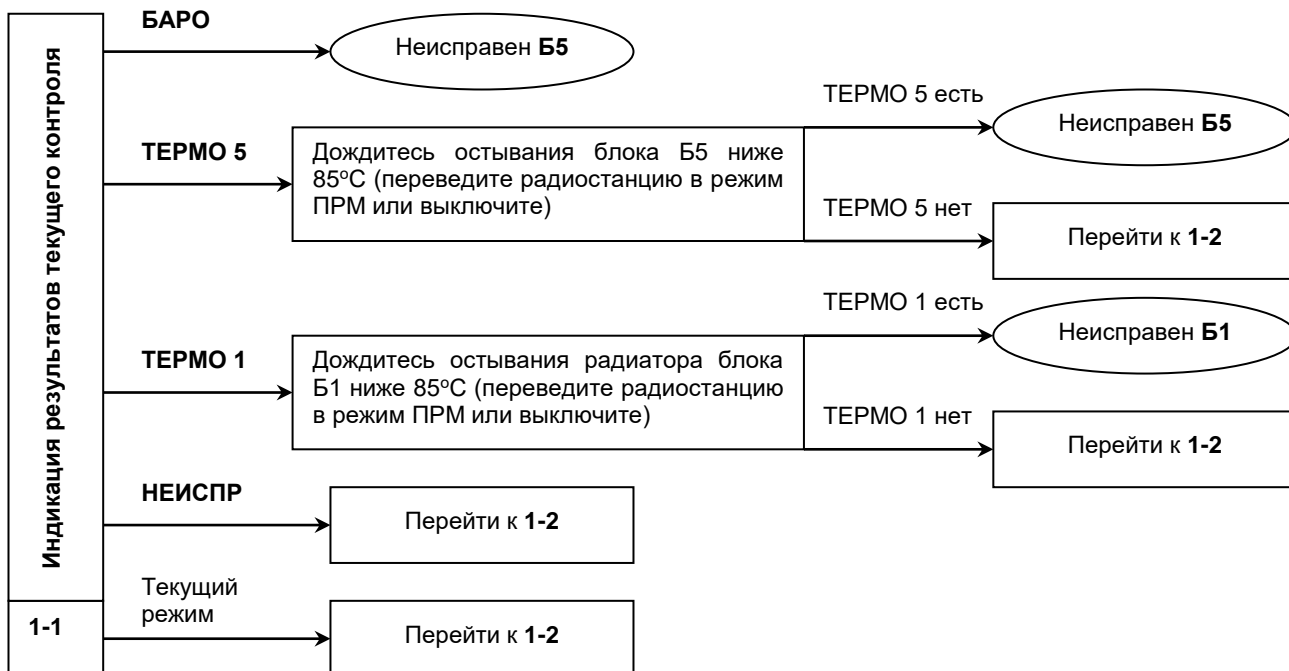 Индикация результатов текущего контроля
1-1
БАРО
Неисправен Б5
ТЕРМО 5
Дождитесь остывания блока Б5 ниже
85оС (переведите радиостанцию в режим
ПРМ или выключите)
ТЕРМО 5 есть
Неисправен Б5
ТЕРМО 5 нет
Перейти к 1-2
ТЕРМО 1
Дождитесь остывания радиатора блока
Б1 ниже 85оС (переведите радиостанцию
в режим ПРМ или выключите)
ТЕРМО 1 есть
Неисправен Б1
ТЕРМО 1 нет
Перейти к 1-2
НЕИСПР
Перейти к 1-2
Текущий
режим
Перейти к 1-2